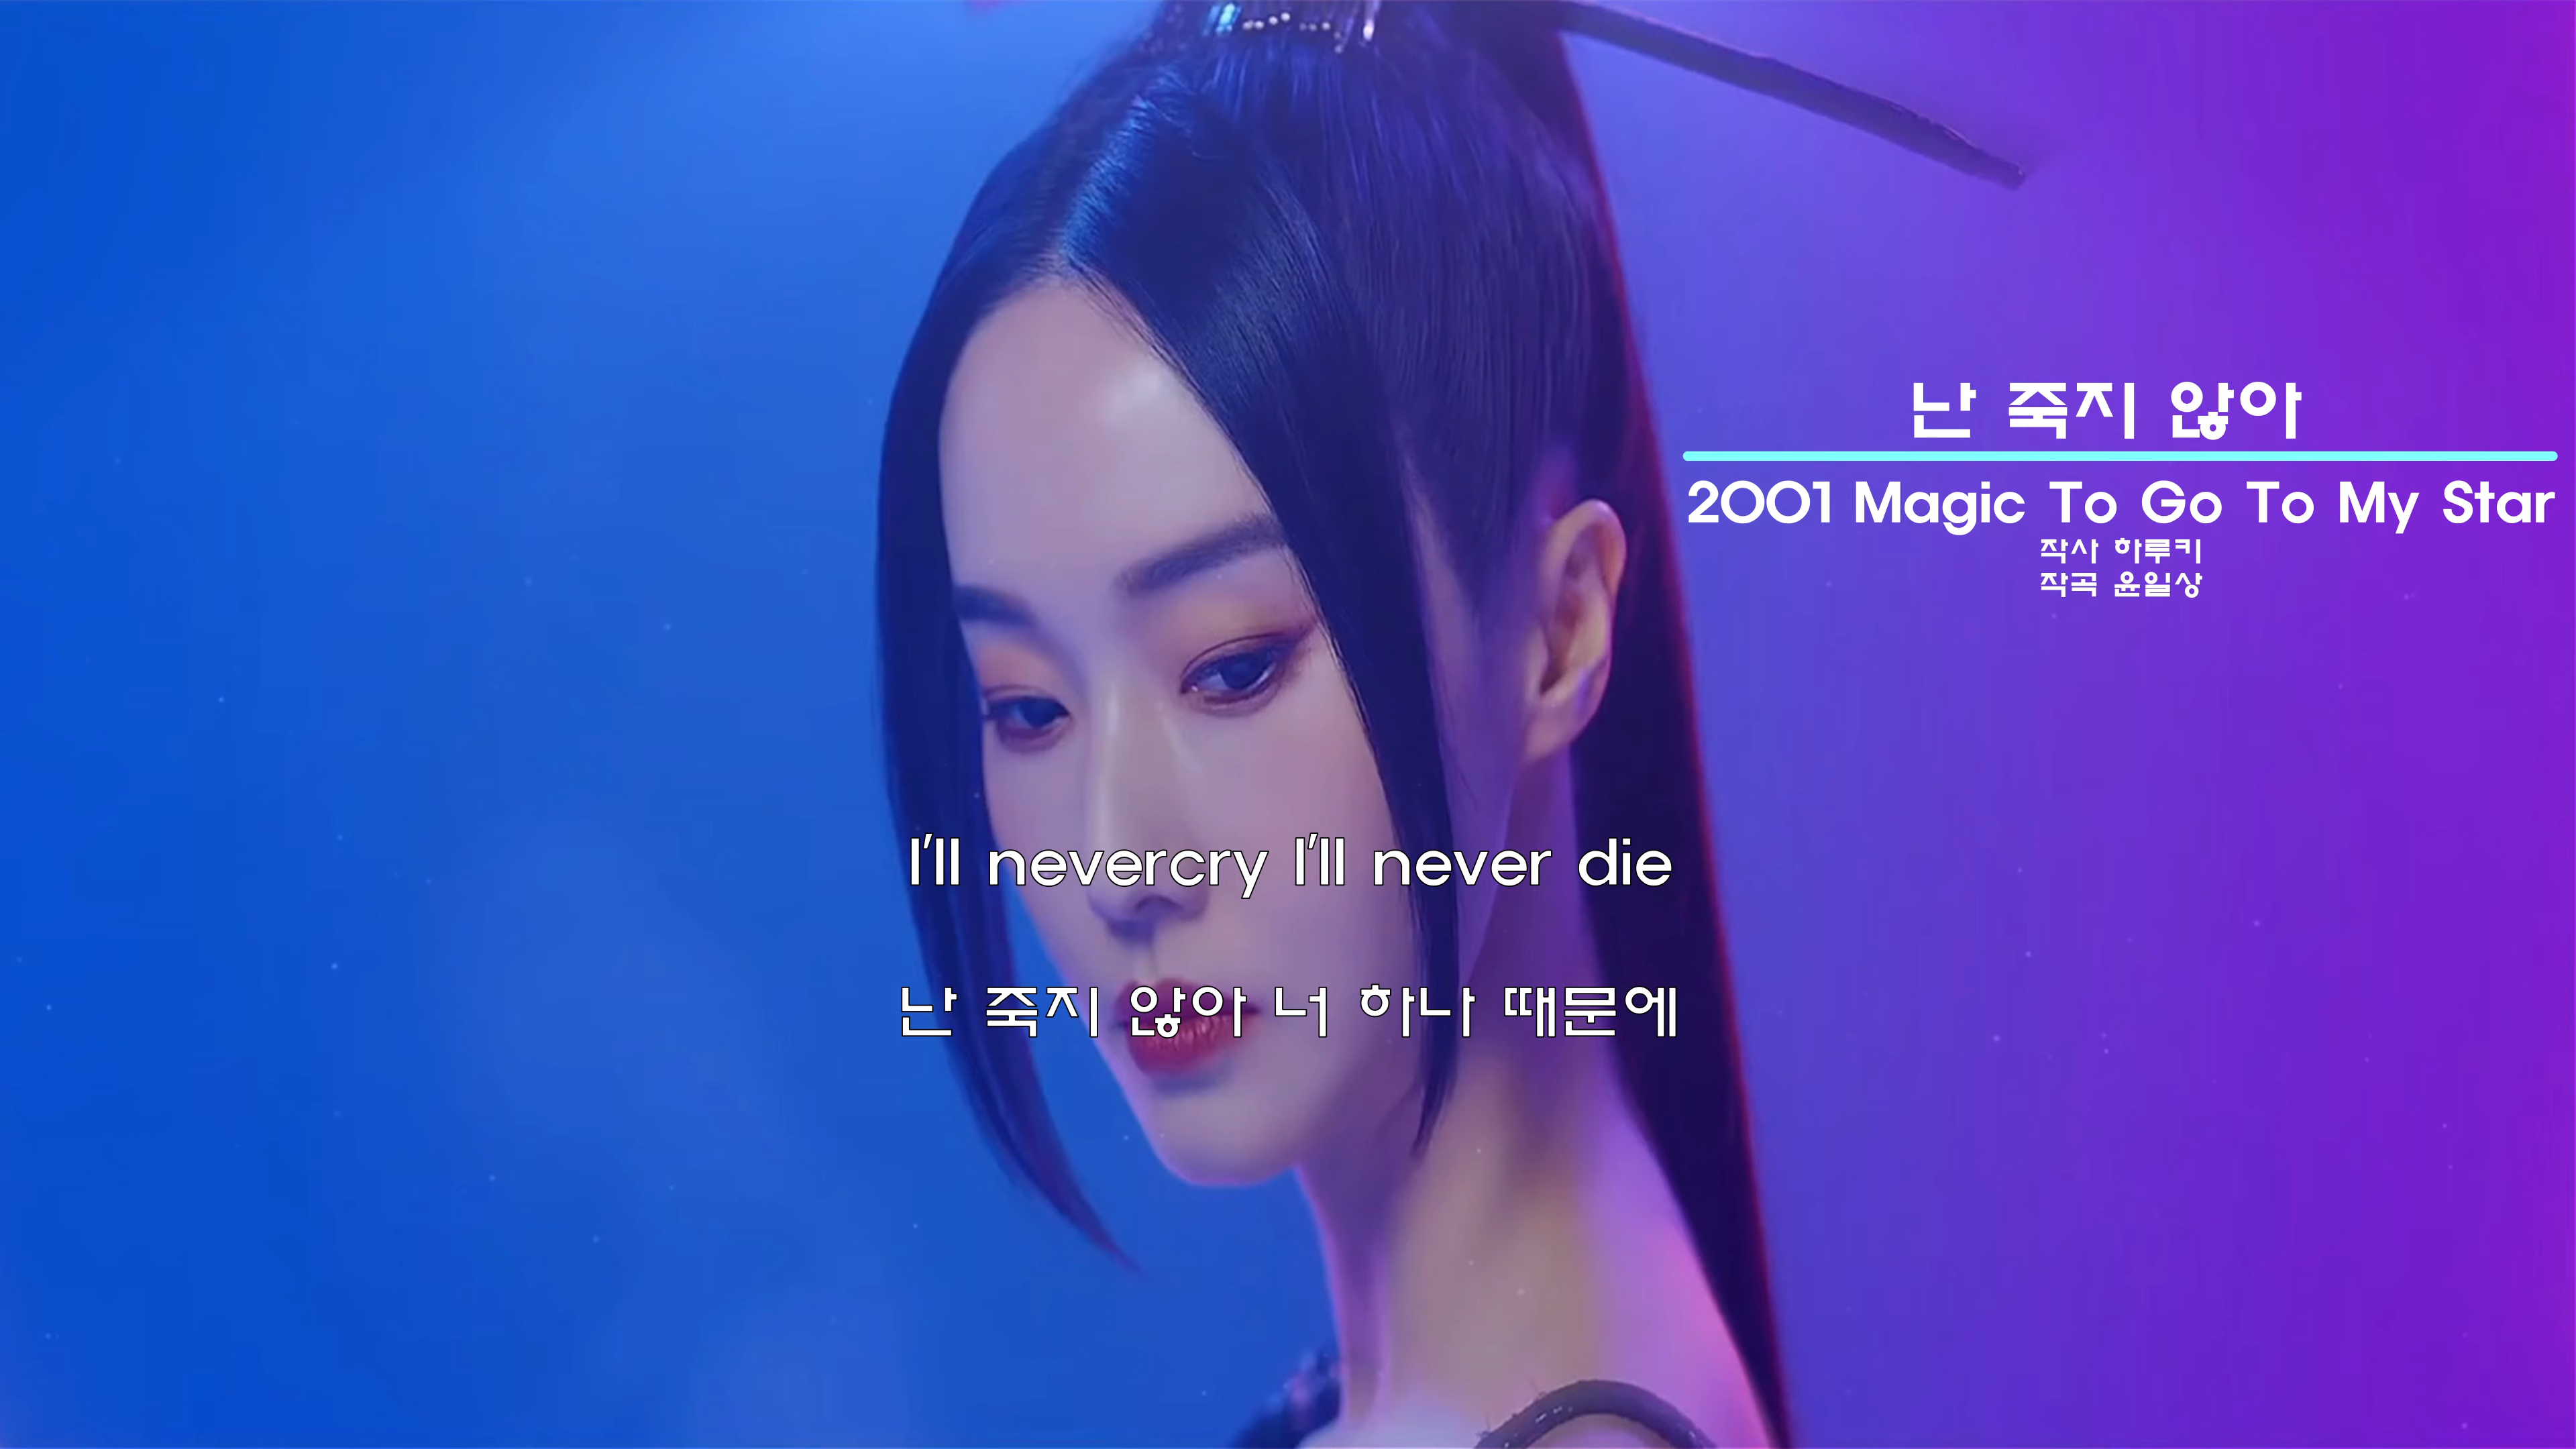 난 죽지 않아
2001 Magic To Go To My Star
작사 하루키
작곡 윤일상
I'll nevercry I'll never die
난 죽지 않아 너 하나 때문에